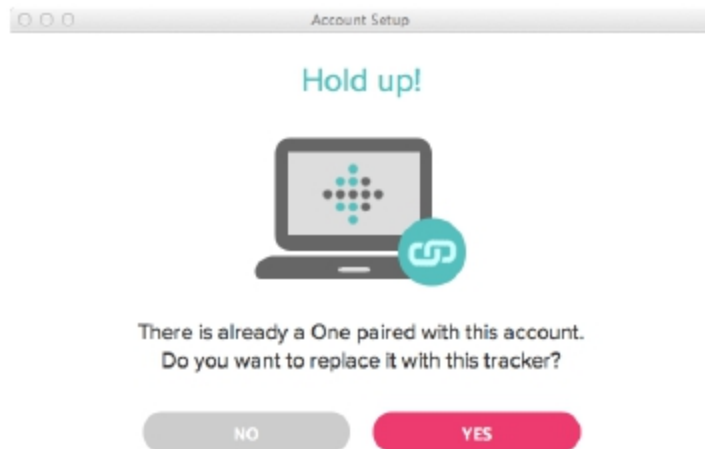 Account Setup
Hold up!
There is already a One paired with this account.
Do you want to replace it with this tracker?
NO
YES